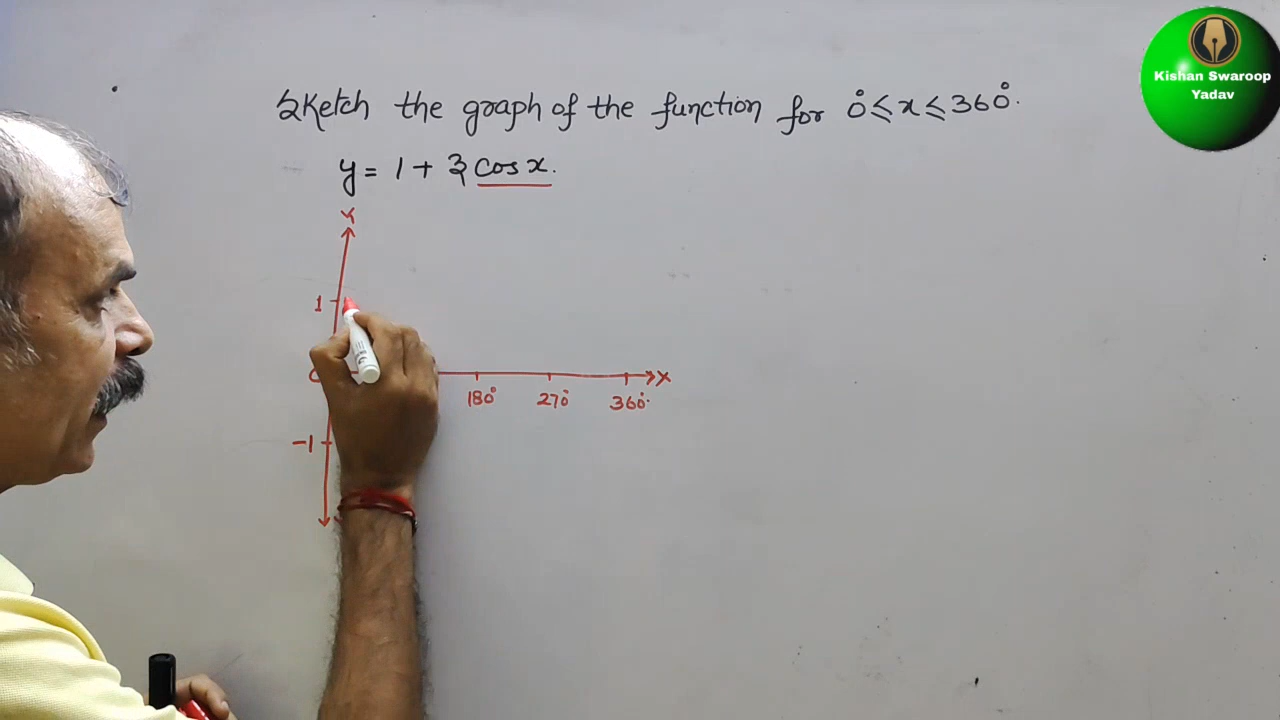 Sketch the graph of the function for 0° ≤ x ≤ 360°.
y = 1 + 3 cos x.
Y
1
180° 270° 360°. X
-1
Kishan Swaroop
Yadav